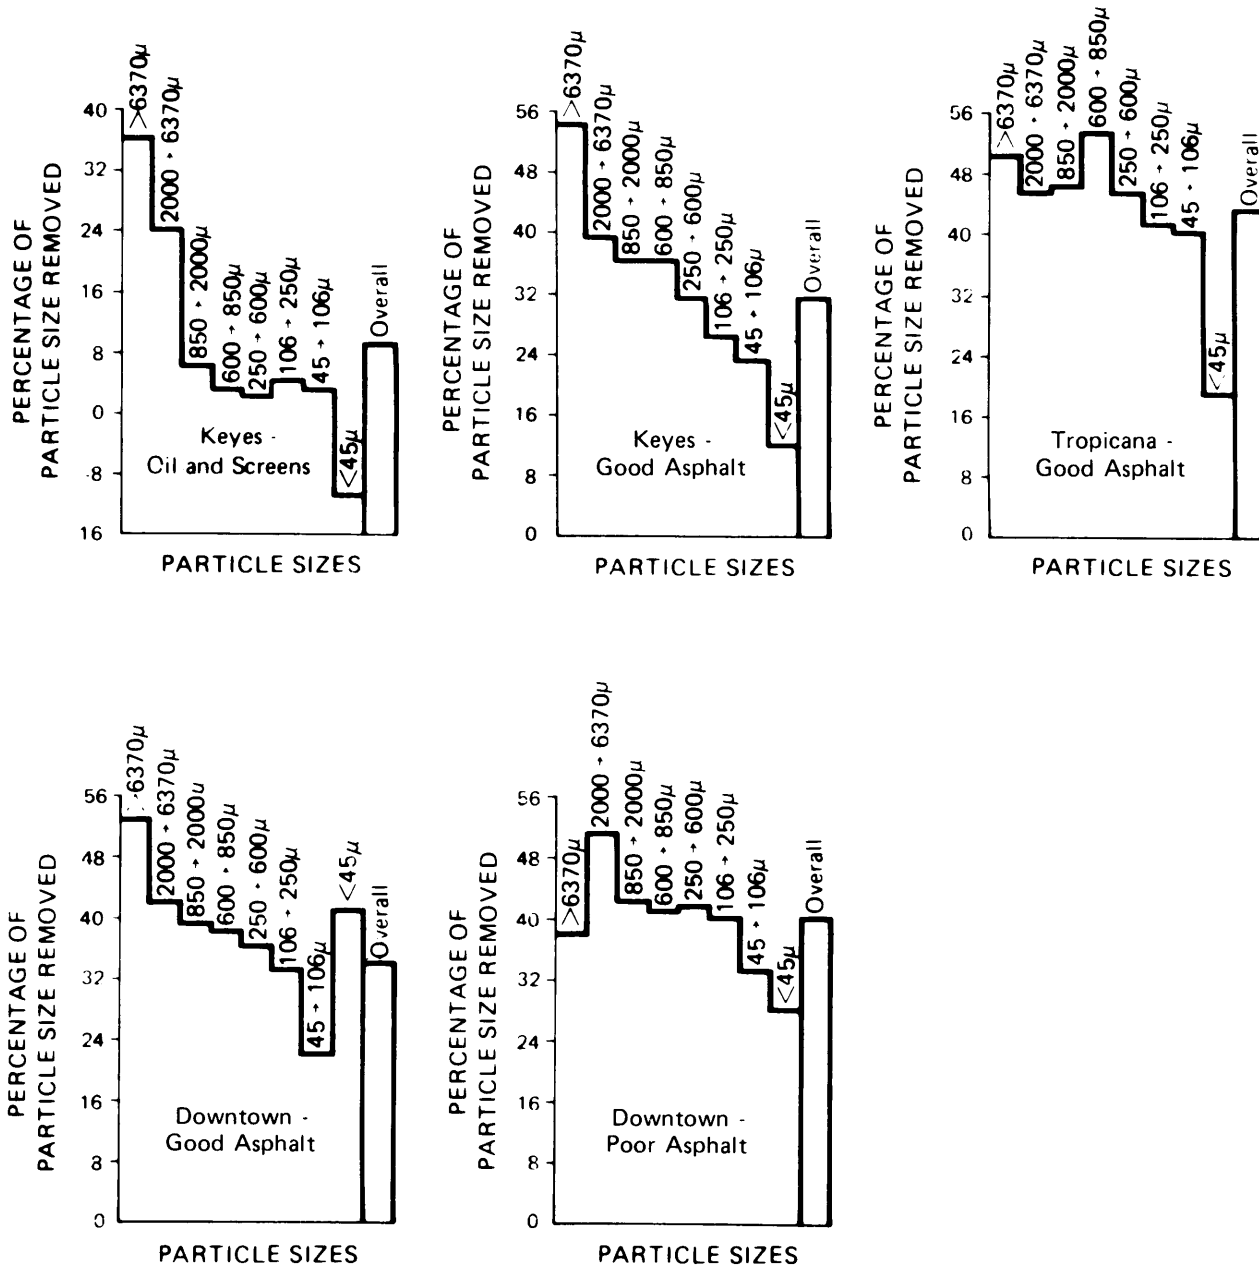 PERCENTAGE OF
PARTICLE SIZE REMOVED
40
32
24
16
8
0
-8
16
>6370μ
2000 → 6370μ
850 → 2000μ
600 → 850μ
250 → 600μ
106 → 250μ
45 → 106μ
<45μ
Overall
Keyes -
Oil and Screens
PARTICLE SIZES
PERCENTAGE OF
PARTICLE SIZE REMOVED
56
48
40
32
24
16
8
0
>6370μ
2000 → 6370μ
850 → 2000μ
600 → 850μ
250 → 600μ
106 → 250μ
45 → 106μ
<45μ
Overall
Keyes -
Good Asphalt
PARTICLE SIZES
PERCENTAGE OF
PARTICLE SIZE REMOVED
56
48
40
32
24
16
8
0
>6370μ
2000 → 6370μ
850 → 2000μ
600 → 850μ
250 → 600μ
106 → 250μ
45 → 106μ
<45μ
Overall
Tropicana -
Good Asphalt
PARTICLE SIZES
PERCENTAGE OF
PARTICLE SIZE REMOVED
56
48
40
32
24
16
8
0
>6370μ
2000 → 6370μ
850 → 2000u
600 → 850μ
250 → 600μ
106 → 250μ
45 → 106μ
<45μ
Overall
Downtown -
Good Asphalt
PARTICLE SIZES
PERCENTAGE OF
PARTICLE SIZE REMOVED
56
48
40
32
24
16
8
0
>6370μ
2000 → 6370μ
850 → 2000μ
600 → 850μ
250 → 600μ
106 → 250μ
45 → 106μ
<45μ
Overall
Downtown -
Poor Asphalt
PARTICLE SIZES